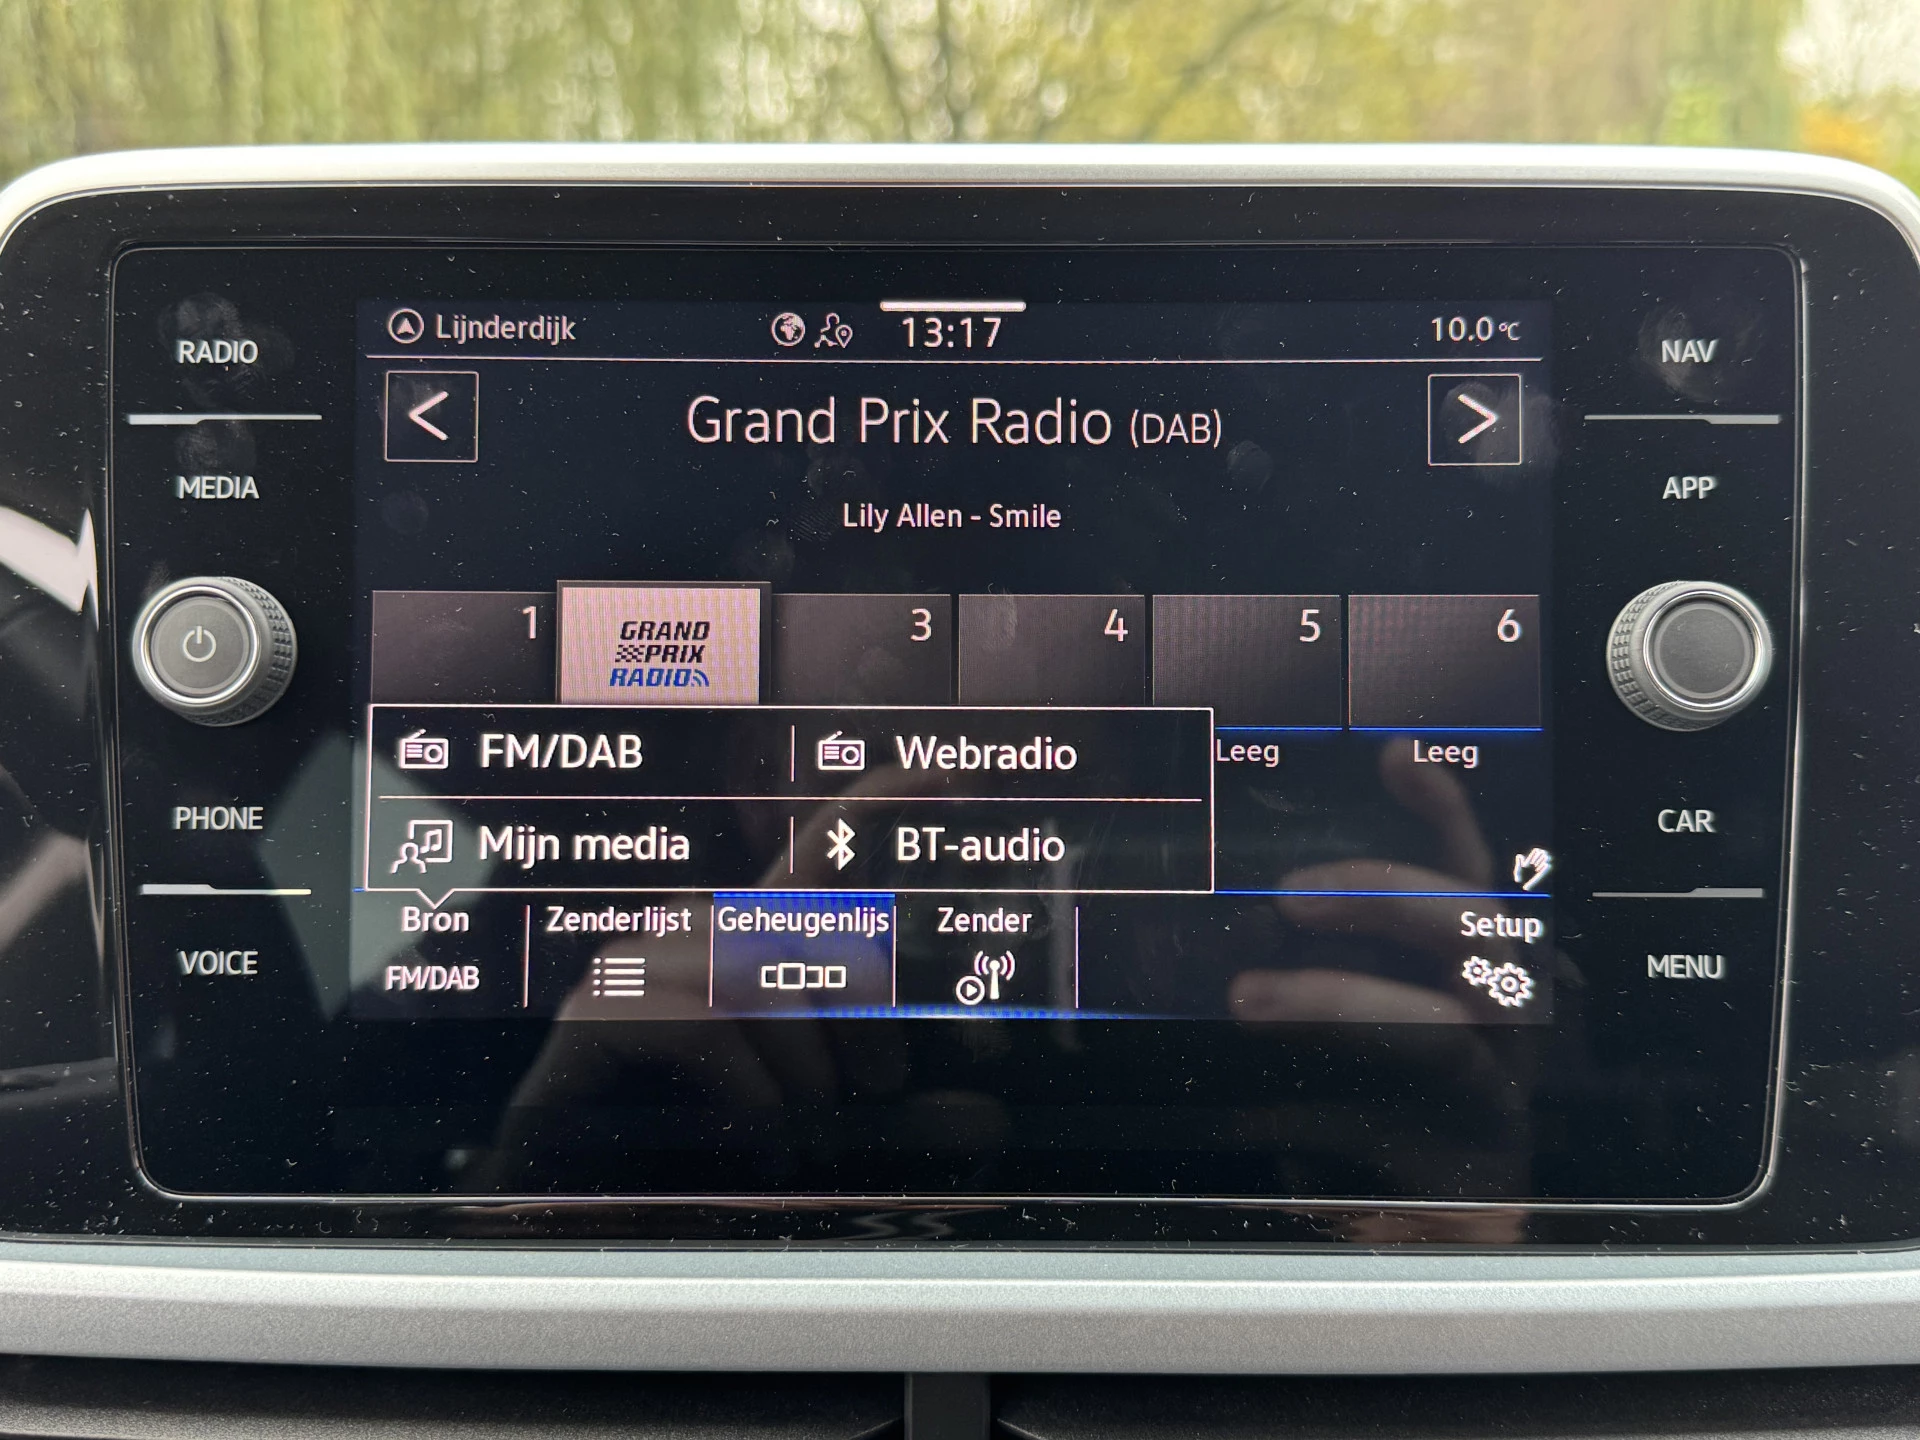 RADIO
MEDIA
PHONE
VOICE
Lijnderdijk
13:17
10.0°C
<
Grand Prix Radio (DAB)
>
Lily Allen - Smile
1
GRAND
PRIX
RADIO
3
4
5
6
Leeg
Leeg
FM/DAB
Webradio
Mijn media
BT-audio
Bron
FM/DAB
Zenderlijst
Geheugenlijs
Zender
Setup
NAV
APP
CAR
MENU